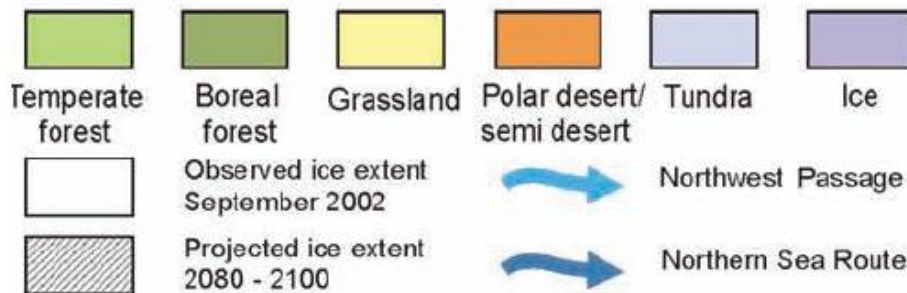 Temperate forest
Boreal forest
Grassland
Polar desert/ semi desert
Tundra
Ice
Observed ice extent
September 2002
Northwest Passage
Projected ice extent
2080 - 2100
Northern Sea Route